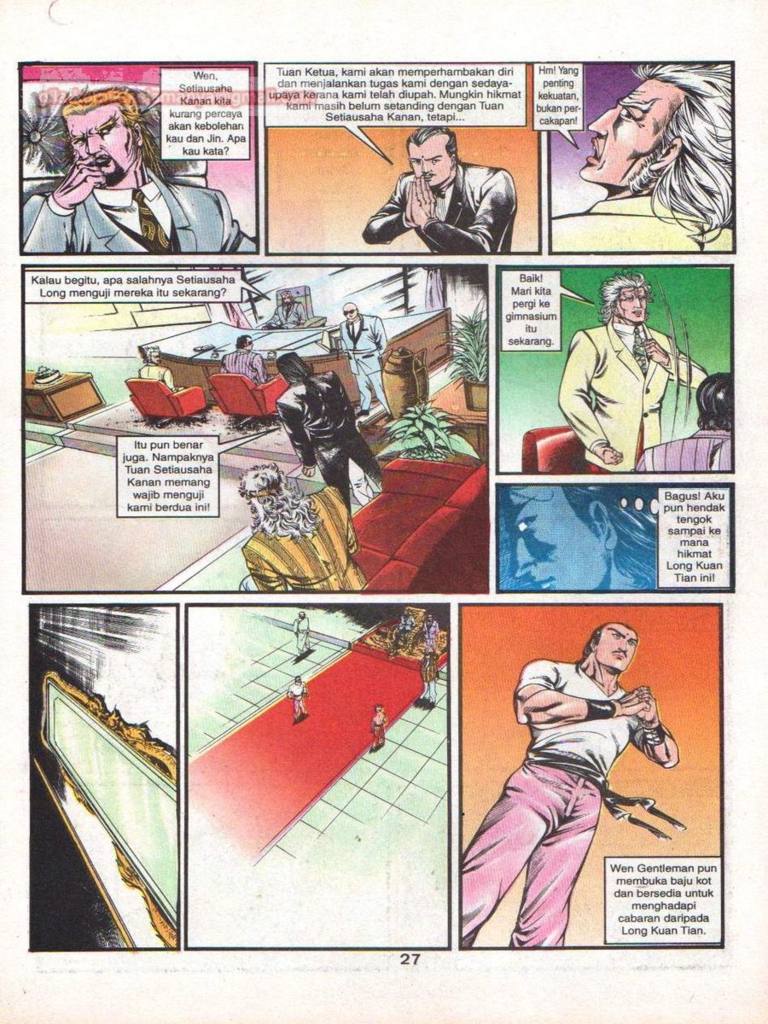 Wen,
Setiausaha
Kanan kita
kurang percaya
akan kebolehan
kau dan Jin. Apa
kau kata?
Tuan Ketua, kami akan memperhambakan diri
dan menjalankan tugas kami dengan sedaya-
upaya kerana kami telah diupah. Mungkin hikmat
kami masih belum setanding dengan Tuan
Setiausaha Kanan, tetapi...
Hm! Yang
penting
kekuatan,
bukan per-
cakapan!
Kalau begitu, apa salahnya Setiausaha
Long menguji mereka itu sekarang?
Itu pun benar
juga. Nampaknya
Tuan Setiausaha
Kanan memang
wajib menguji
kami berdua ini!
Baik!
Mari kita
pergi ke
gimnasium
itu
sekarang.
Bagus! Aku
pun hendak
tengok
sampai ke
mana
hikmat
Long Kuan
Tian ini!
Wen Gentleman pun
membuka baju kot
dan bersedia untuk
menghadapi
cabaran daripada
Long Kuan Tian.
27